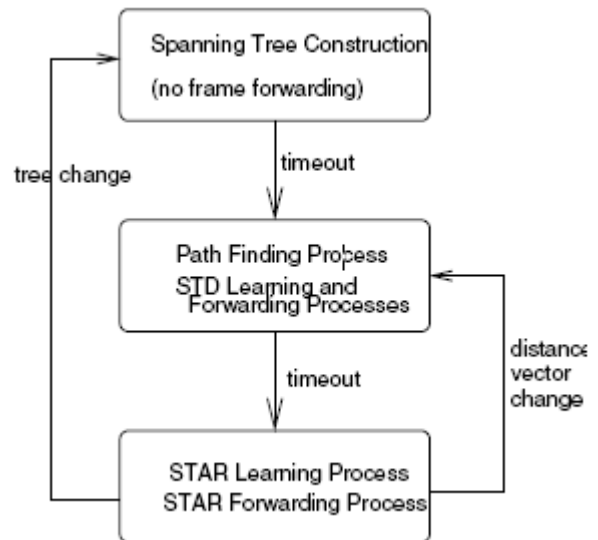 Spanning Tree Construction
(no frame forwarding)
timeout
tree change
Path Finding Process
STD Learning and
Forwarding Processes
distance
vector
change
timeout
STAR Learning Process
STAR Forwarding Process